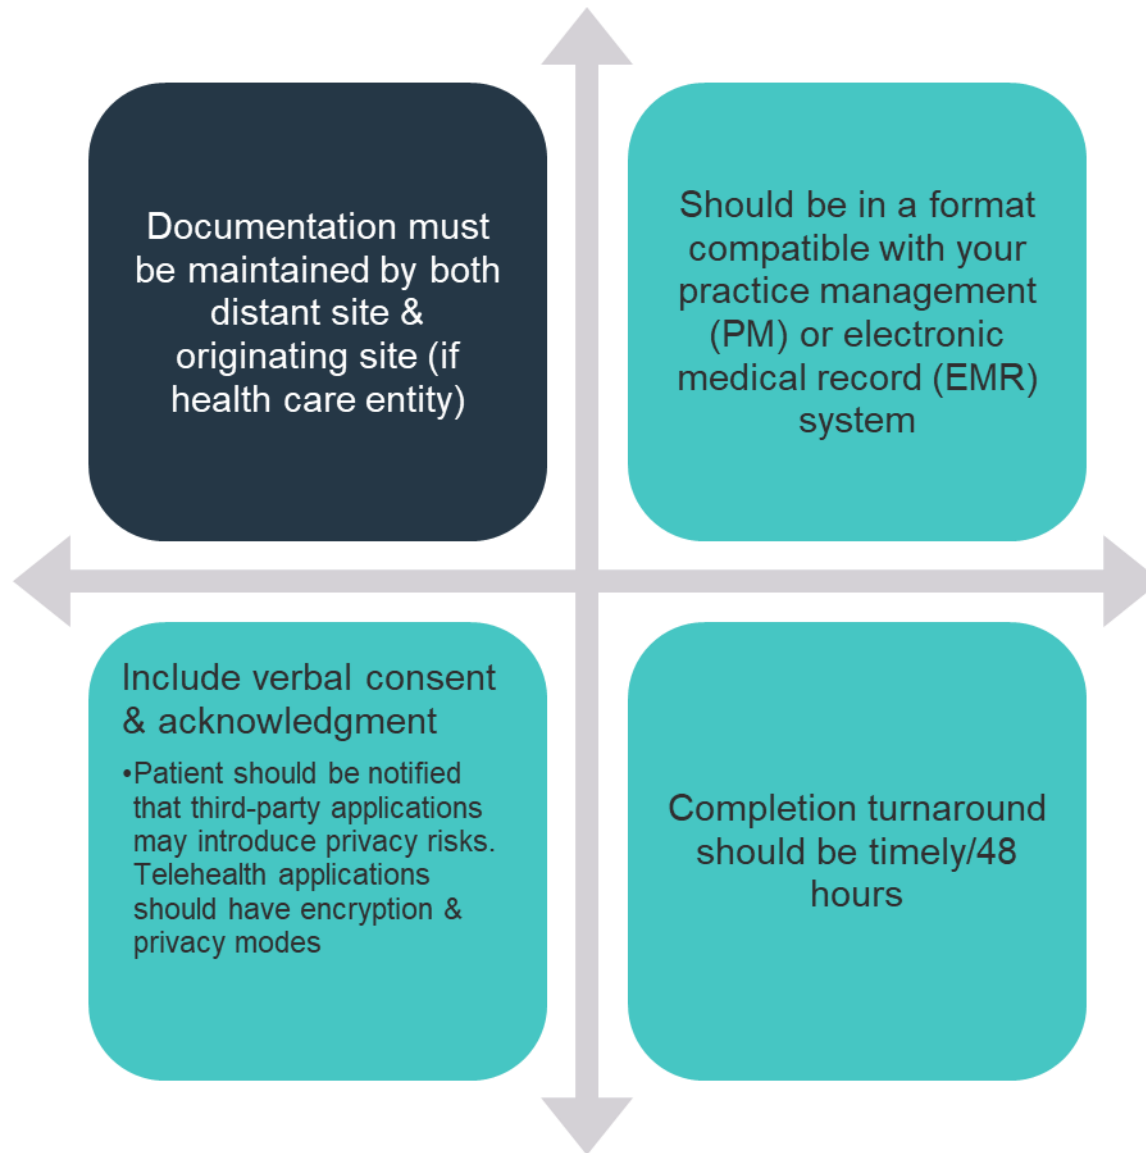 Documentation must
be maintained by both
distant site &
originating site (if
health care entity)
Should be in a format
compatible with your
practice management
(PM) or electronic
medical record (EMR)
system
Include verbal consent
& acknowledgment
•Patient should be notified
that third-party applications
may introduce privacy risks.
Telehealth applications
should have encryption &
privacy modes
Completion turnaround
should be timely/48
hours